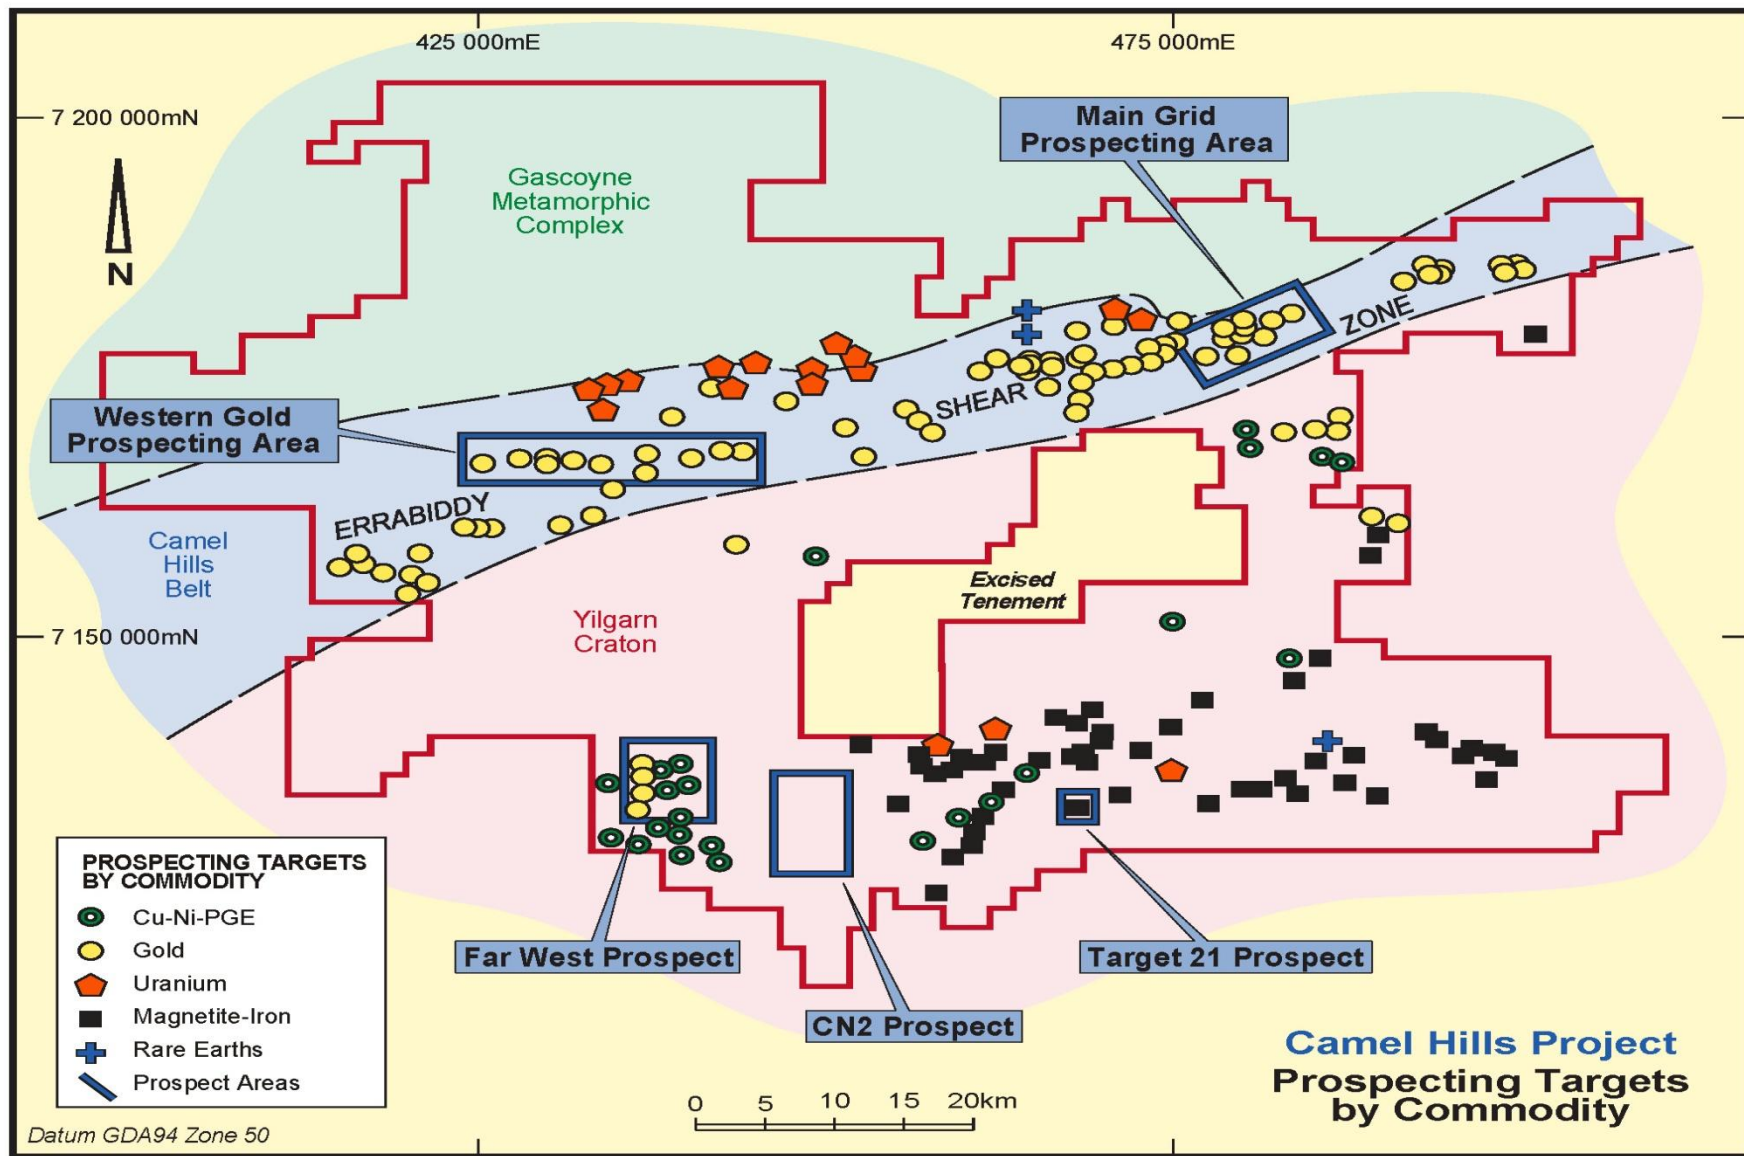 425 000mE
475 000mE
7 200 000mN
Main Grid
Prospecting Area
Gascoyne
Metamorphic
Complex
N
ZONE
SHEAR
Western Gold
Prospecting Area
ERRABIDDY
Camel
Hills
Belt
Excised
Tenement
Yilgarn
Craton
7 150 000mN
PROSPECTING TARGETS
BY COMMODITY
Cu-Ni-PGE
Gold
Uranium
Magnetite-Iron
Rare Earths
Prospect Areas
Far West Prospect
Target 21 Prospect
CN2 Prospect
Camel Hills Project
Prospecting Targets
by Commodity
0 5 10 15 20km
Datum GDA94 Zone 50